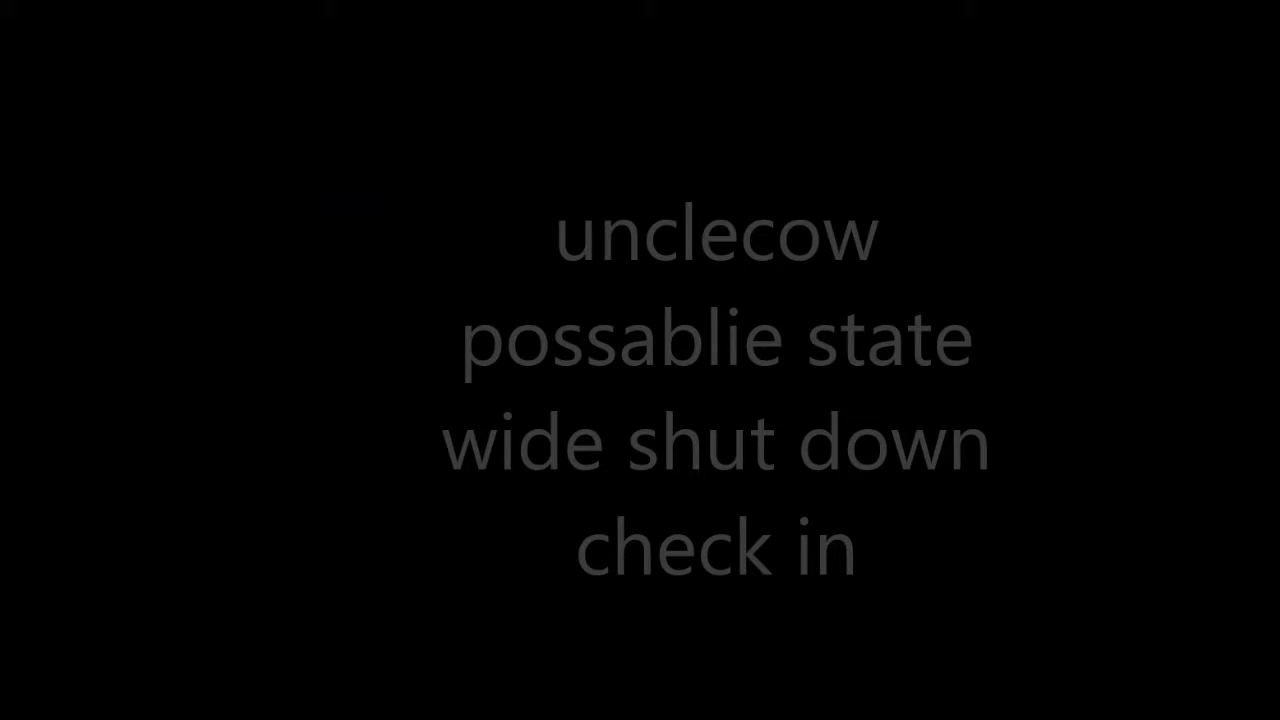 unclecow
possablie state
wide shut down
check in